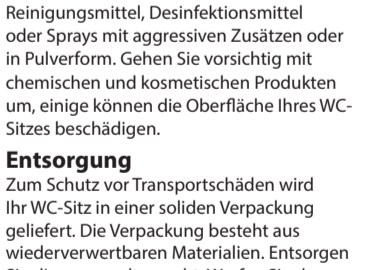 Reinigungsmittel, Desinfektionsmittel
oder Sprays mit aggressiven Zusätzen oder
in Pulverform. Gehen Sie vorsichtig mit
chemischen und kosmetischen Produkten
um, einige können die Oberfläche Ihres WC-
Sitzes beschädigen.
Entsorgung
Zum Schutz vor Transportschäden wird
Ihr WC-Sitz in einer soliden Verpackung
geliefert. Die Verpackung besteht aus
wiederverwertbaren Materialien. Entsorgen